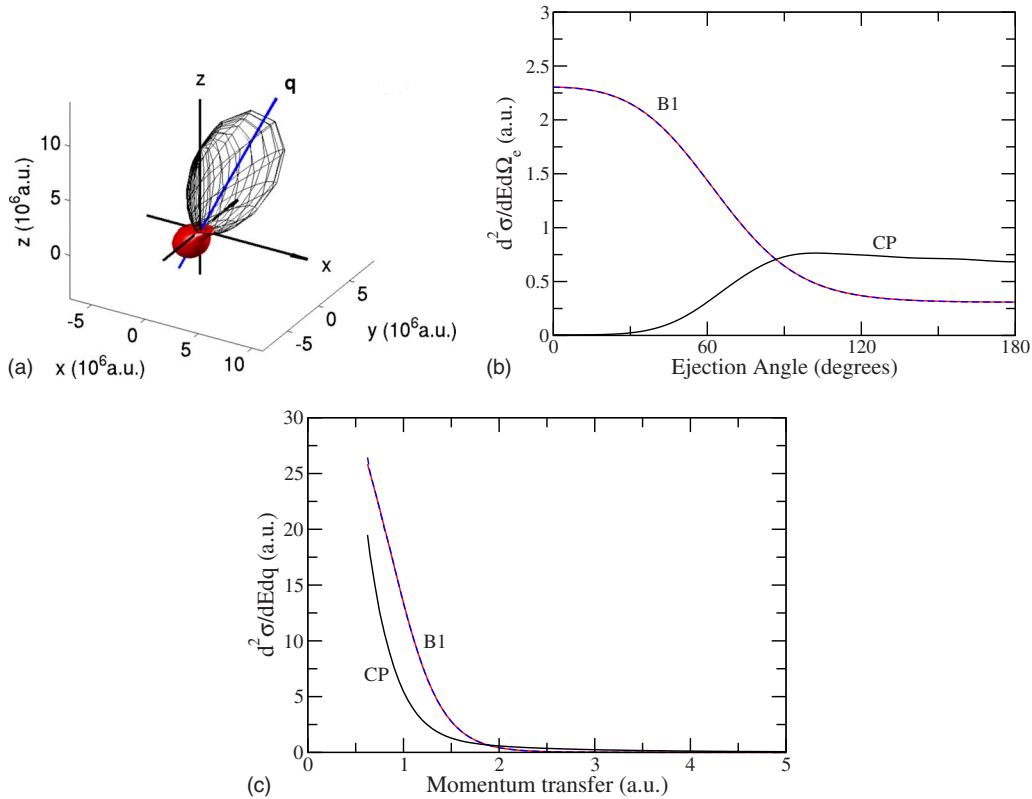 z
q
z (10⁶a.u.)
10
5
0
x
-5
0
5
10
x (10⁶a.u.)
-5
0
5
y (10⁶a.u.)
(a)
3
2.5
2
1.5
1
0.5
0
d²σ/dEdΩₑ (a.u.)
B1
CP
0
60
120
180
Ejection Angle (degrees)
(b)
30
25
20
15
10
5
0
d²σ/dEdq (a.u.)
B1
CP
0
1
2
3
4
5
Momentum transfer (a.u.)
(c)